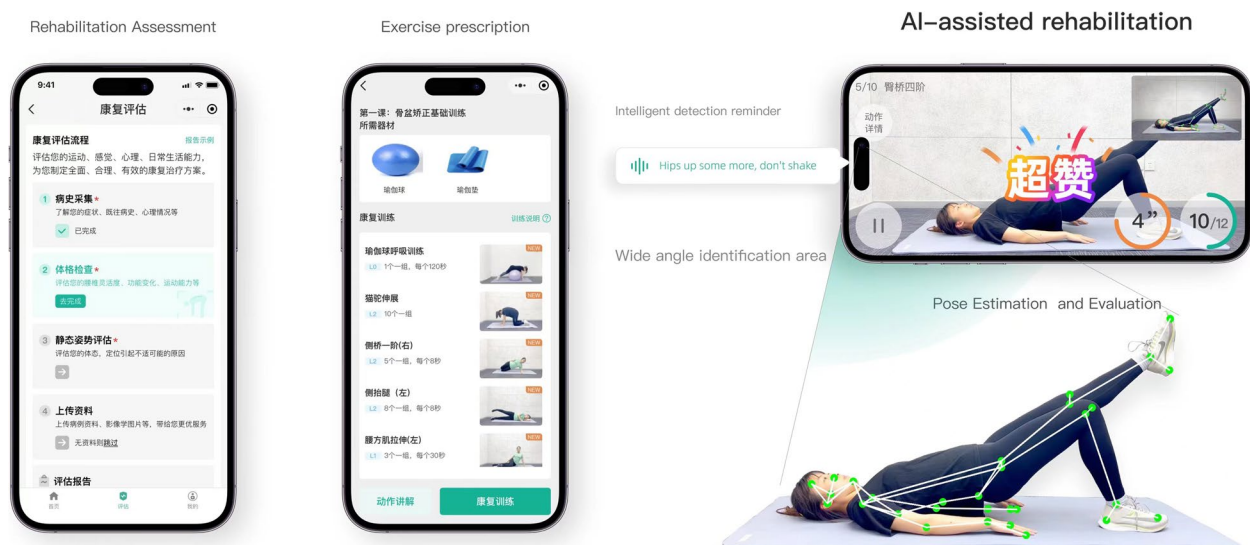 Rehabilitation Assessment
9:41
康复评估
康复评估流程
报告示例
评估您的运动、感觉、心理、日常生活能力,
为您制定全面、合理、有效的康复治疗方案。
1 病史采集*
了解您的症状、既往病史、心理情况等
已完成
2 体格检查*
评估您的腰椎灵活度，功能变化、运动能力等
去完成
3 静态姿势评估*
评估您的体态，定位引起不适可能的原因
4 上传资料
上传病例资料、影像学图片等，带给您更优服务
无资料则跳过
评估报告
首页
评估
我的
Exercise prescription
第一课：骨盆矫正基础训练
所需器材
瑜伽球
瑜伽垫
康复训练
训练说明 ?
瑜伽球呼吸训练
L0 1个一组，每个120秒
NEW
猫驼伸展
L2 10个一组
NEW
侧桥一阶(右)
L2 5个一组，每个8秒
NEW
侧抬腿（左）
L2 8个一组，每个8秒
NEW
腰方肌拉伸(左)
L1 3个一组，每个30秒
NEW
动作讲解
康复训练
AI-assisted rehabilitation
Intelligent detection reminder
Hips up some more, don't shake
Wide angle identification area
5/10 臀桥四阶
动作
详情
超赞
4”
10/12
Pose Estimation and Evaluation